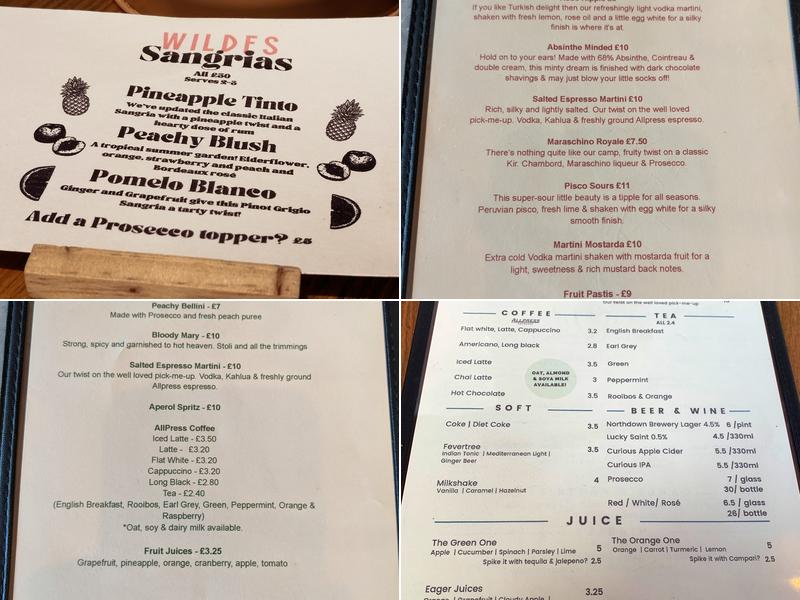 WILDES
Sangrias
All £30
Serves 2-3
Pineapple Tinto
We've updated the classic Italian
Sangria with a pineapple twist and a
hearty dose of rum
Peachy Blush
A tropical summer garden! Elderflower,
orange, strawberry and peach and
Bordeaux rosé
Pomelo Blanco
Ginger and Grapefruit give this Pinot Grigio
Sangria a tarty twist!
Add a Prosecco topper? £5
If you like Turkish delight then our refreshingly light vodka martini,
shaken with fresh lemon, rose oil and a little egg white for a silky
finish is where it's at.
Absinthe Minded £10
Hold on to your ears! Made with 68% Absinthe, Cointreau &
double cream, this minty dream is finished with dark chocolate
shavings & may just blow your little socks off!
Salted Espresso Martini £10
Rich, silky and lightly salted. Our twist on the well loved
pick-me-up. Vodka, Kahlua & freshly ground Allpress espresso.
Maraschino Royale £7.50
There's nothing quite like our camp, fruity twist on a classic
Kir. Chambord, Maraschino liqueur & Prosecco.
Pisco Sours £11
This super-sour little beauty is a tipple for all seasons.
Peruvian pisco, fresh lime & shaken with egg white for a silky
smooth finish.
Martini Mostarda £10
Extra cold Vodka martini shaken with mostarda fruit for a
light, sweetness & rich mustard back notes.
Fruit Pastis - £9
Peachy Bellini - £7
Made with Prosecco and fresh peach puree
Bloody Mary - £10
Strong, spicy and garnished to hot heaven. Stoli and all the trimmings
Salted Espresso Martini - £10
Our twist on the well loved pick-me-up. Vodka, Kahlua & freshly ground
Allpress espresso.
Aperol Spritz - £10
AllPress Coffee
Iced Latte - £3.50
Latte - £3.20
Flat White - £3.20
Cappuccino - £3.20
Long Black - £2.80
Tea - £2.40
(English Breakfast, Rooibos, Earl Grey, Green, Peppermint, Orange &
Raspberry)
*Oat, soy & dairy milk available.
Fruit Juices - £3.25
Grapefruit, pineapple, orange, cranberry, apple, tomato
Our twist on the well loved pick-me-up
COFFEE
ALLPRESS
Flat white, Latte, Cappuccino 3.2
Americano, Long black 2.8
Iced Latte 3.5
Chai Latte 3
Hot Chocolate 3.5
OAT, ALMOND
& SOYA MILK
AVAILABLE!
TEA
ALL 2.4
English Breakfast
Earl Grey
Green
Peppermint
Rooibos & Orange
SOFT
Coke | Diet Coke 3.5
Fevertree 3.5
Indian Tonic | Mediterranean Light |
Ginger Beer
Milkshake 4
Vanilla | Caramel | Hazelnut
BEER & WINE
Northdown Brewery Lager 4.5% 6 /pint
Lucky Saint 0.5% 4.5 /330ml
Curious Apple Cider 5.5 /330ml
Curious IPA 5.5 /330ml
Prosecco 7 / glass
30/ bottle
Red / White/ Rosé 6.5 / glass
26/ bottle
JUICE
The Green One 5
Apple | Cucumber | Spinach | Parsley | Lime
Spike it with tequila & jalepeno? 2.5
The Orange One 5
Orange | Carrot | Turmeric | Lemon
Spike it with Campari? 2.5
Eager Juices 3.25
Orange | Grapefruit | Cloudy Apple |